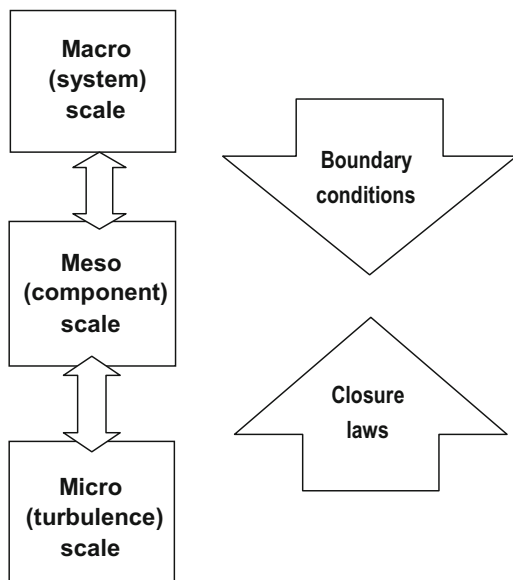 Macro
(system)
scale
Boundary
conditions
Meso
(component)
scale
Closure
laws
Micro
(turbulence)
scale